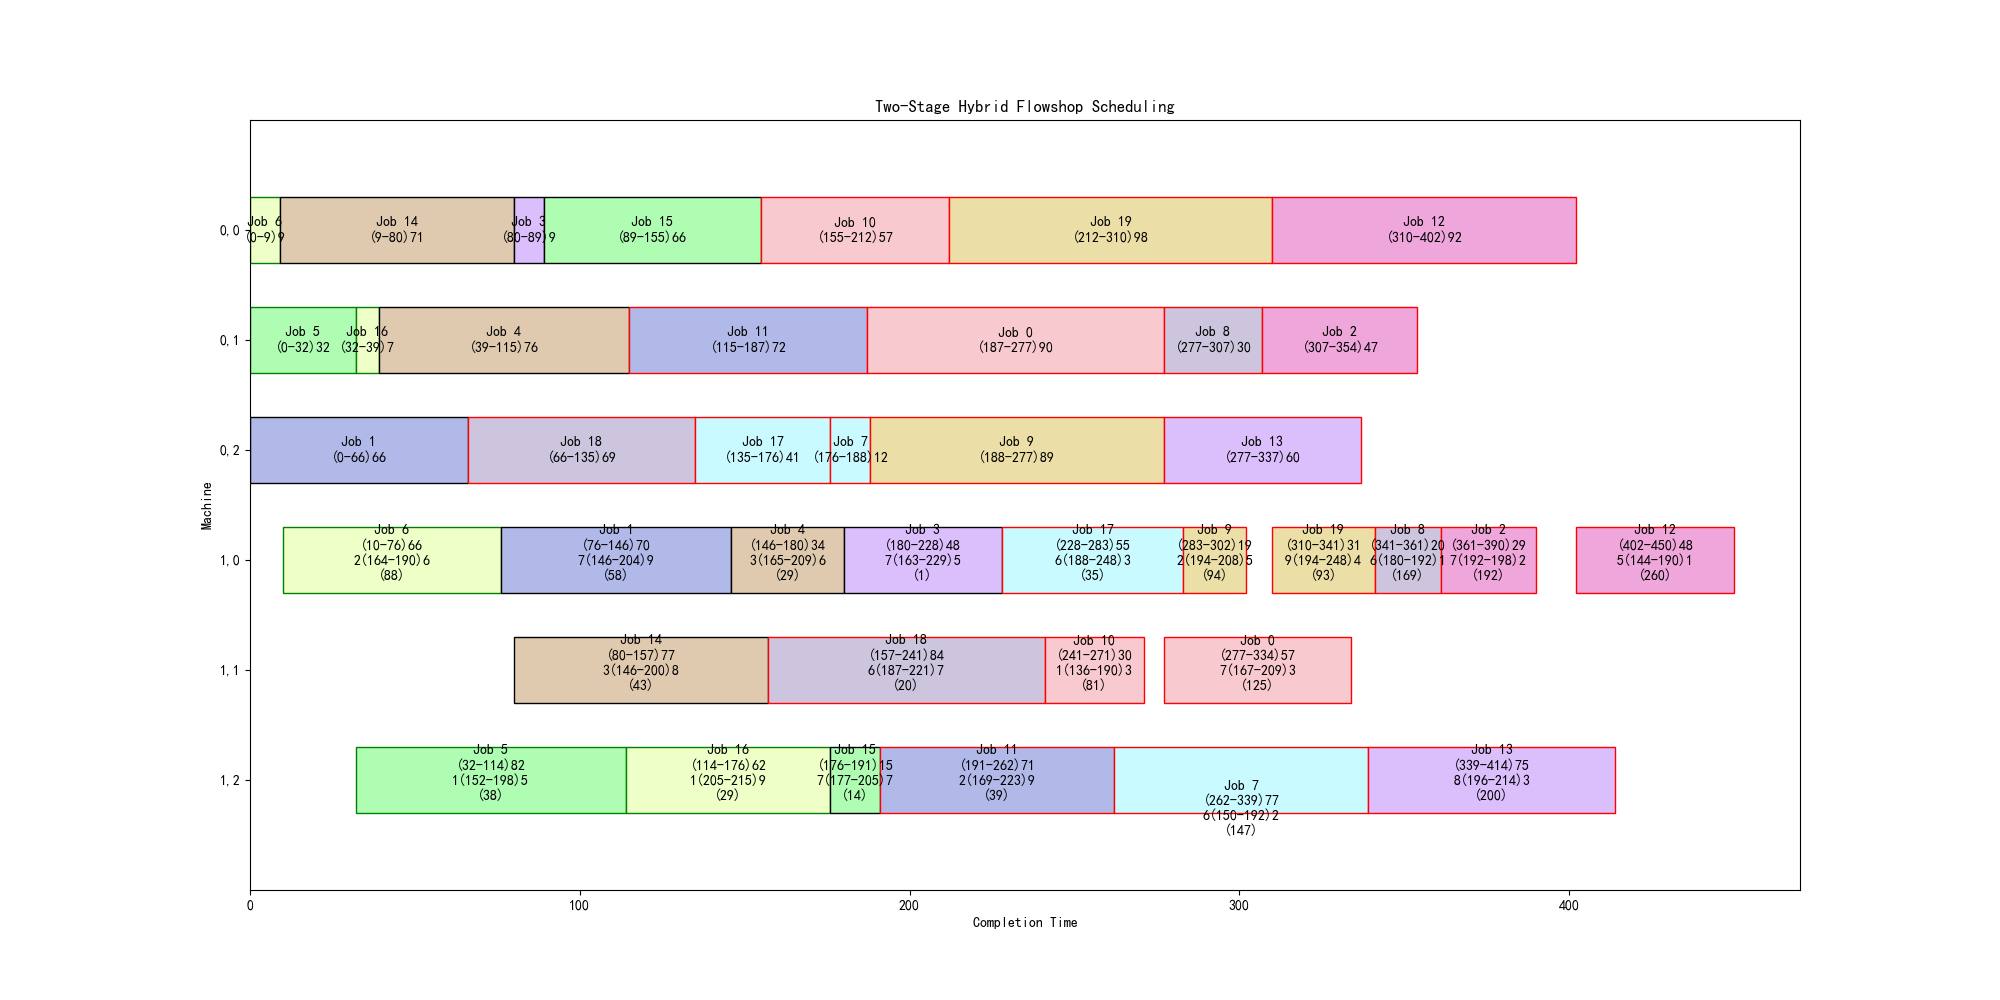 Two-Stage Hybrid Flowshop Scheduling
0,0
Job 6
(0-9)9
Job 14
(9-80)71
Job 3
(80-89)9
Job 15
(89-155)66
Job 10
(155-212)57
Job 19
(212-310)98
Job 12
(310-402)92
0,1
Job 5
(0-32)32
Job 16
(32-39)7
Job 4
(39-115)76
Job 11
(115-187)72
Job 0
(187-277)90
Job 8
(277-307)30
Job 2
(307-354)47
0,2
Job 1
(0-66)66
Job 18
(66-135)69
Job 17
(135-176)41
Job 7
(176-188)12
Job 9
(188-277)89
Job 13
(277-337)60
Machine
1,0
Job 6
(10-76)66
2(164-190)6
(88)
Job 1
(76-146)70
7(146-204)9
(58)
Job 4
(146-180)34
3(165-209)6
(29)
Job 3
(180-228)48
7(163-229)5
(1)
Job 17
(228-283)55
6(188-248)3
(35)
Job 9
(283-302)19
2(194-208)5
(94)
Job 19
(310-341)31
9(194-248)4
(93)
Job 8
(341-361)20
6(180-192)1
(169)
Job 2
(361-390)29
7(192-198)2
(192)
Job 12
(402-450)48
5(144-190)1
(260)
1,1
Job 14
(80-157)77
3(146-200)8
(43)
Job 18
(157-241)84
6(187-221)7
(20)
Job 10
(241-271)30
1(136-190)3
(81)
Job 0
(277-334)57
7(167-209)3
(125)
1,2
Job 5
(32-114)82
1(152-198)5
(38)
Job 16
(114-176)62
1(205-215)9
(29)
Job 15
(176-191)15
7(177-205)7
(14)
Job 11
(191-262)71
2(169-223)9
(39)
Job 7
(262-339)77
6(150-192)2
(147)
Job 13
(339-414)75
8(196-214)3
(200)
0
100
200
300
400
Completion Time